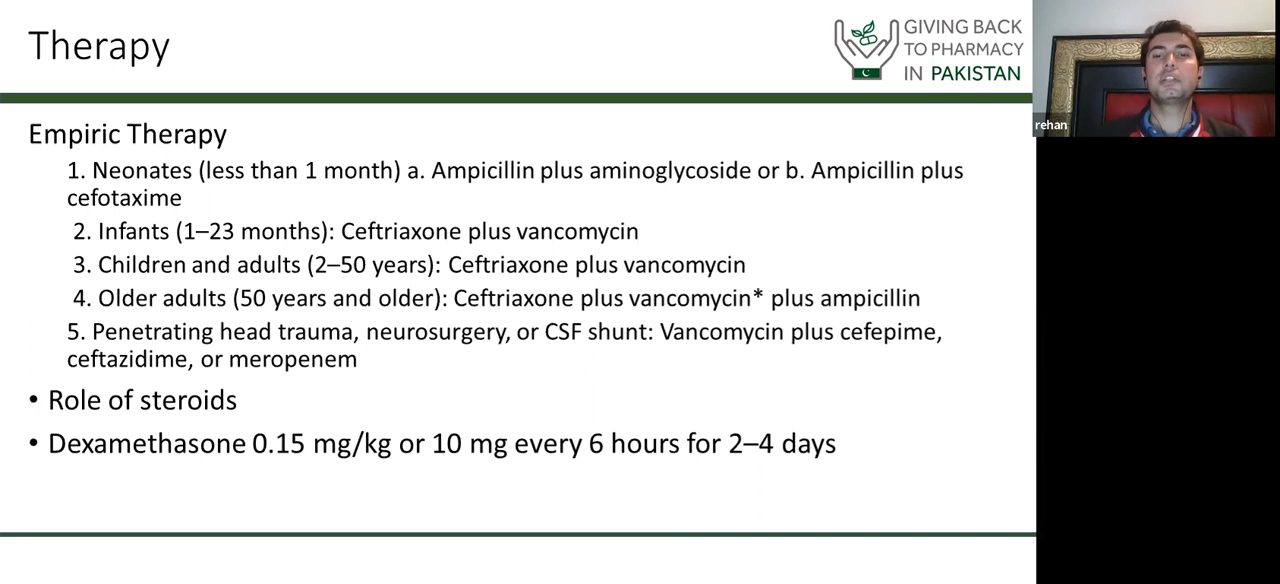 Therapy
GIVING BACK
TO PHARMACY
IN PAKISTAN
rehan
Empiric Therapy
1. Neonates (less than 1 month) a. Ampicillin plus aminoglycoside or b. Ampicillin plus
cefotaxime
2. Infants (1–23 months): Ceftriaxone plus vancomycin
3. Children and adults (2–50 years): Ceftriaxone plus vancomycin
4. Older adults (50 years and older): Ceftriaxone plus vancomycin* plus ampicillin
5. Penetrating head trauma, neurosurgery, or CSF shunt: Vancomycin plus cefepime,
ceftazidime, or meropenem
• Role of steroids
• Dexamethasone 0.15 mg/kg or 10 mg every 6 hours for 2–4 days